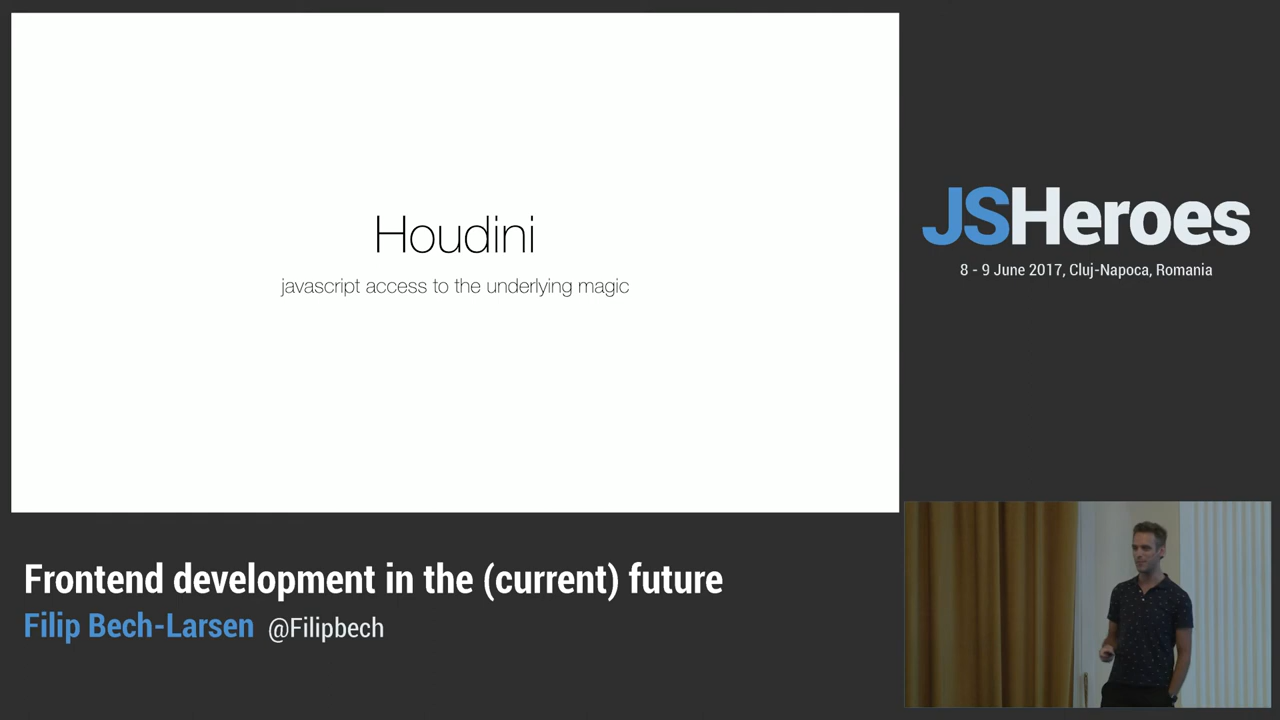 Houdini
javascript access to the underlying magic
JSHeroes
8 - 9 June 2017, Cluj-Napoca, Romania
Frontend development in the (current) future
Filip Bech-Larsen @Filipbech